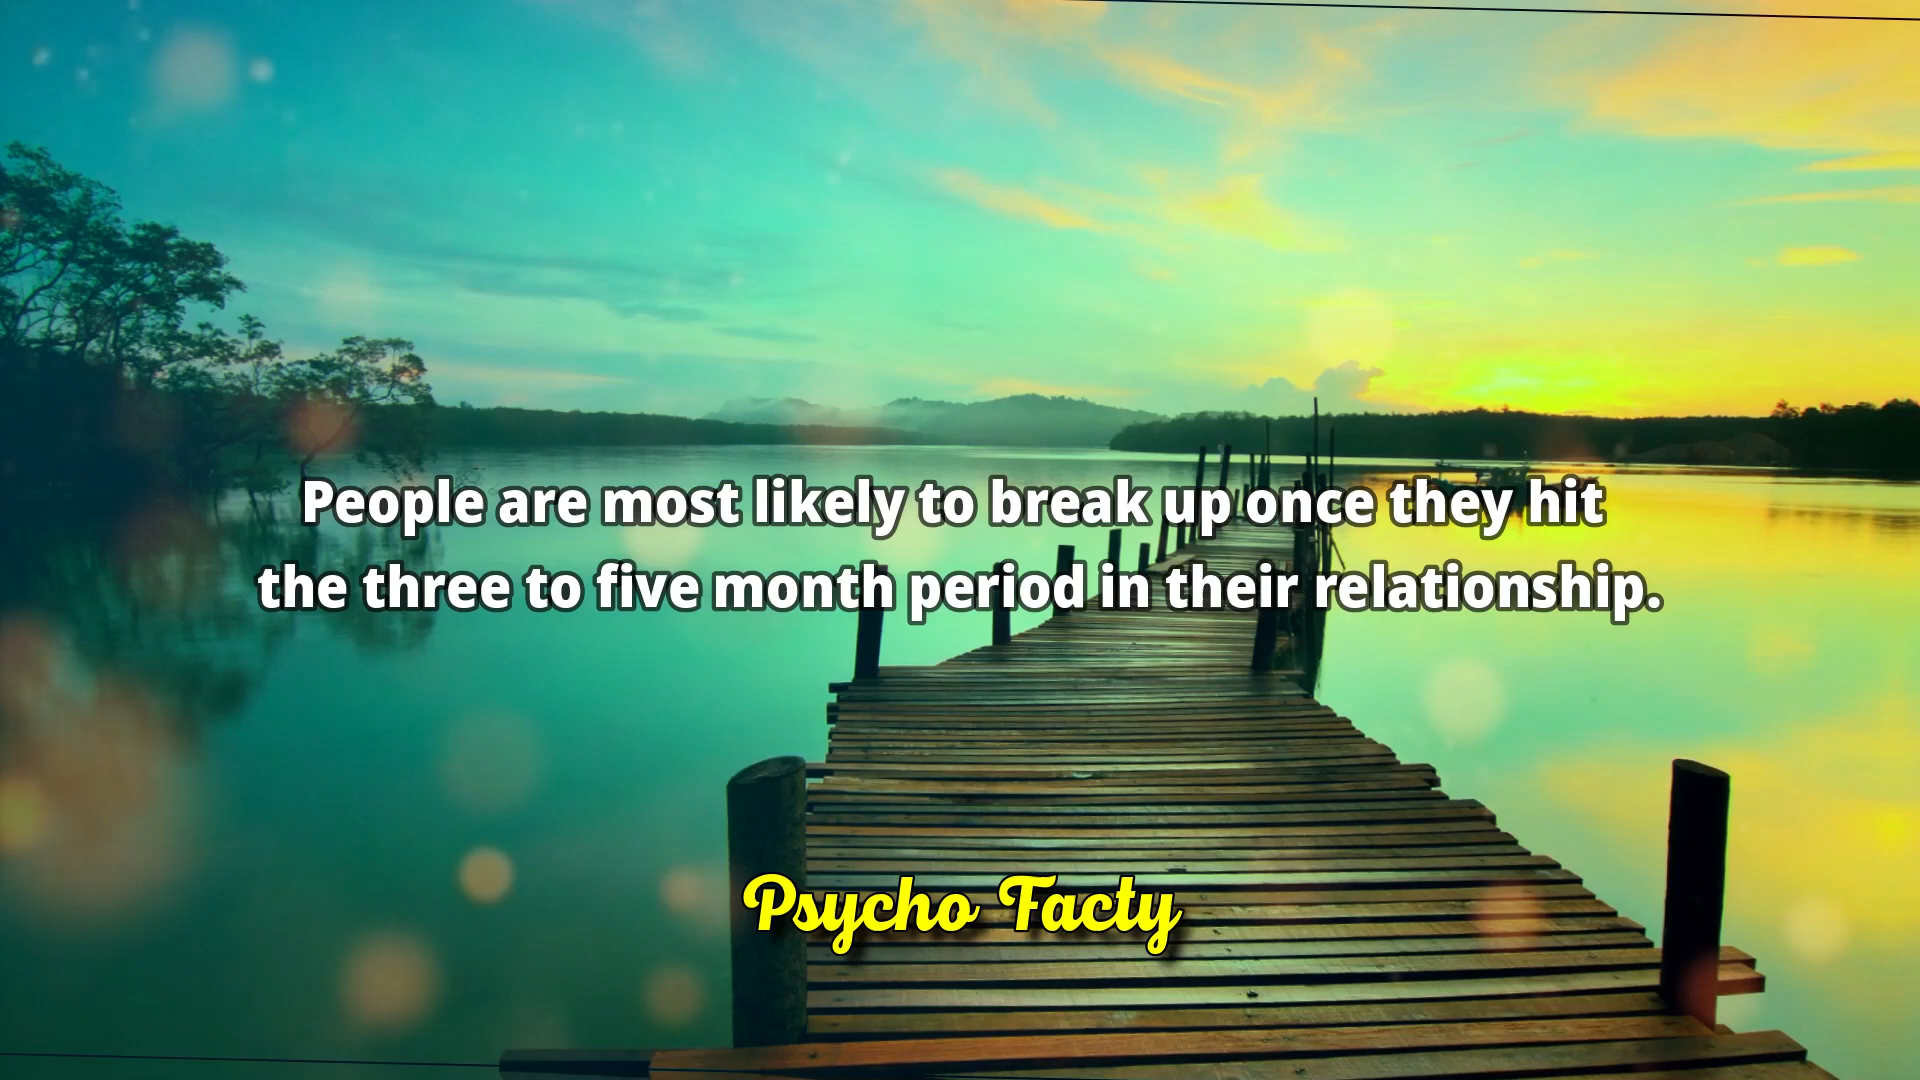 People are most likely to break up once they hit
the three to five month period in their relationship.
Psycho Facty